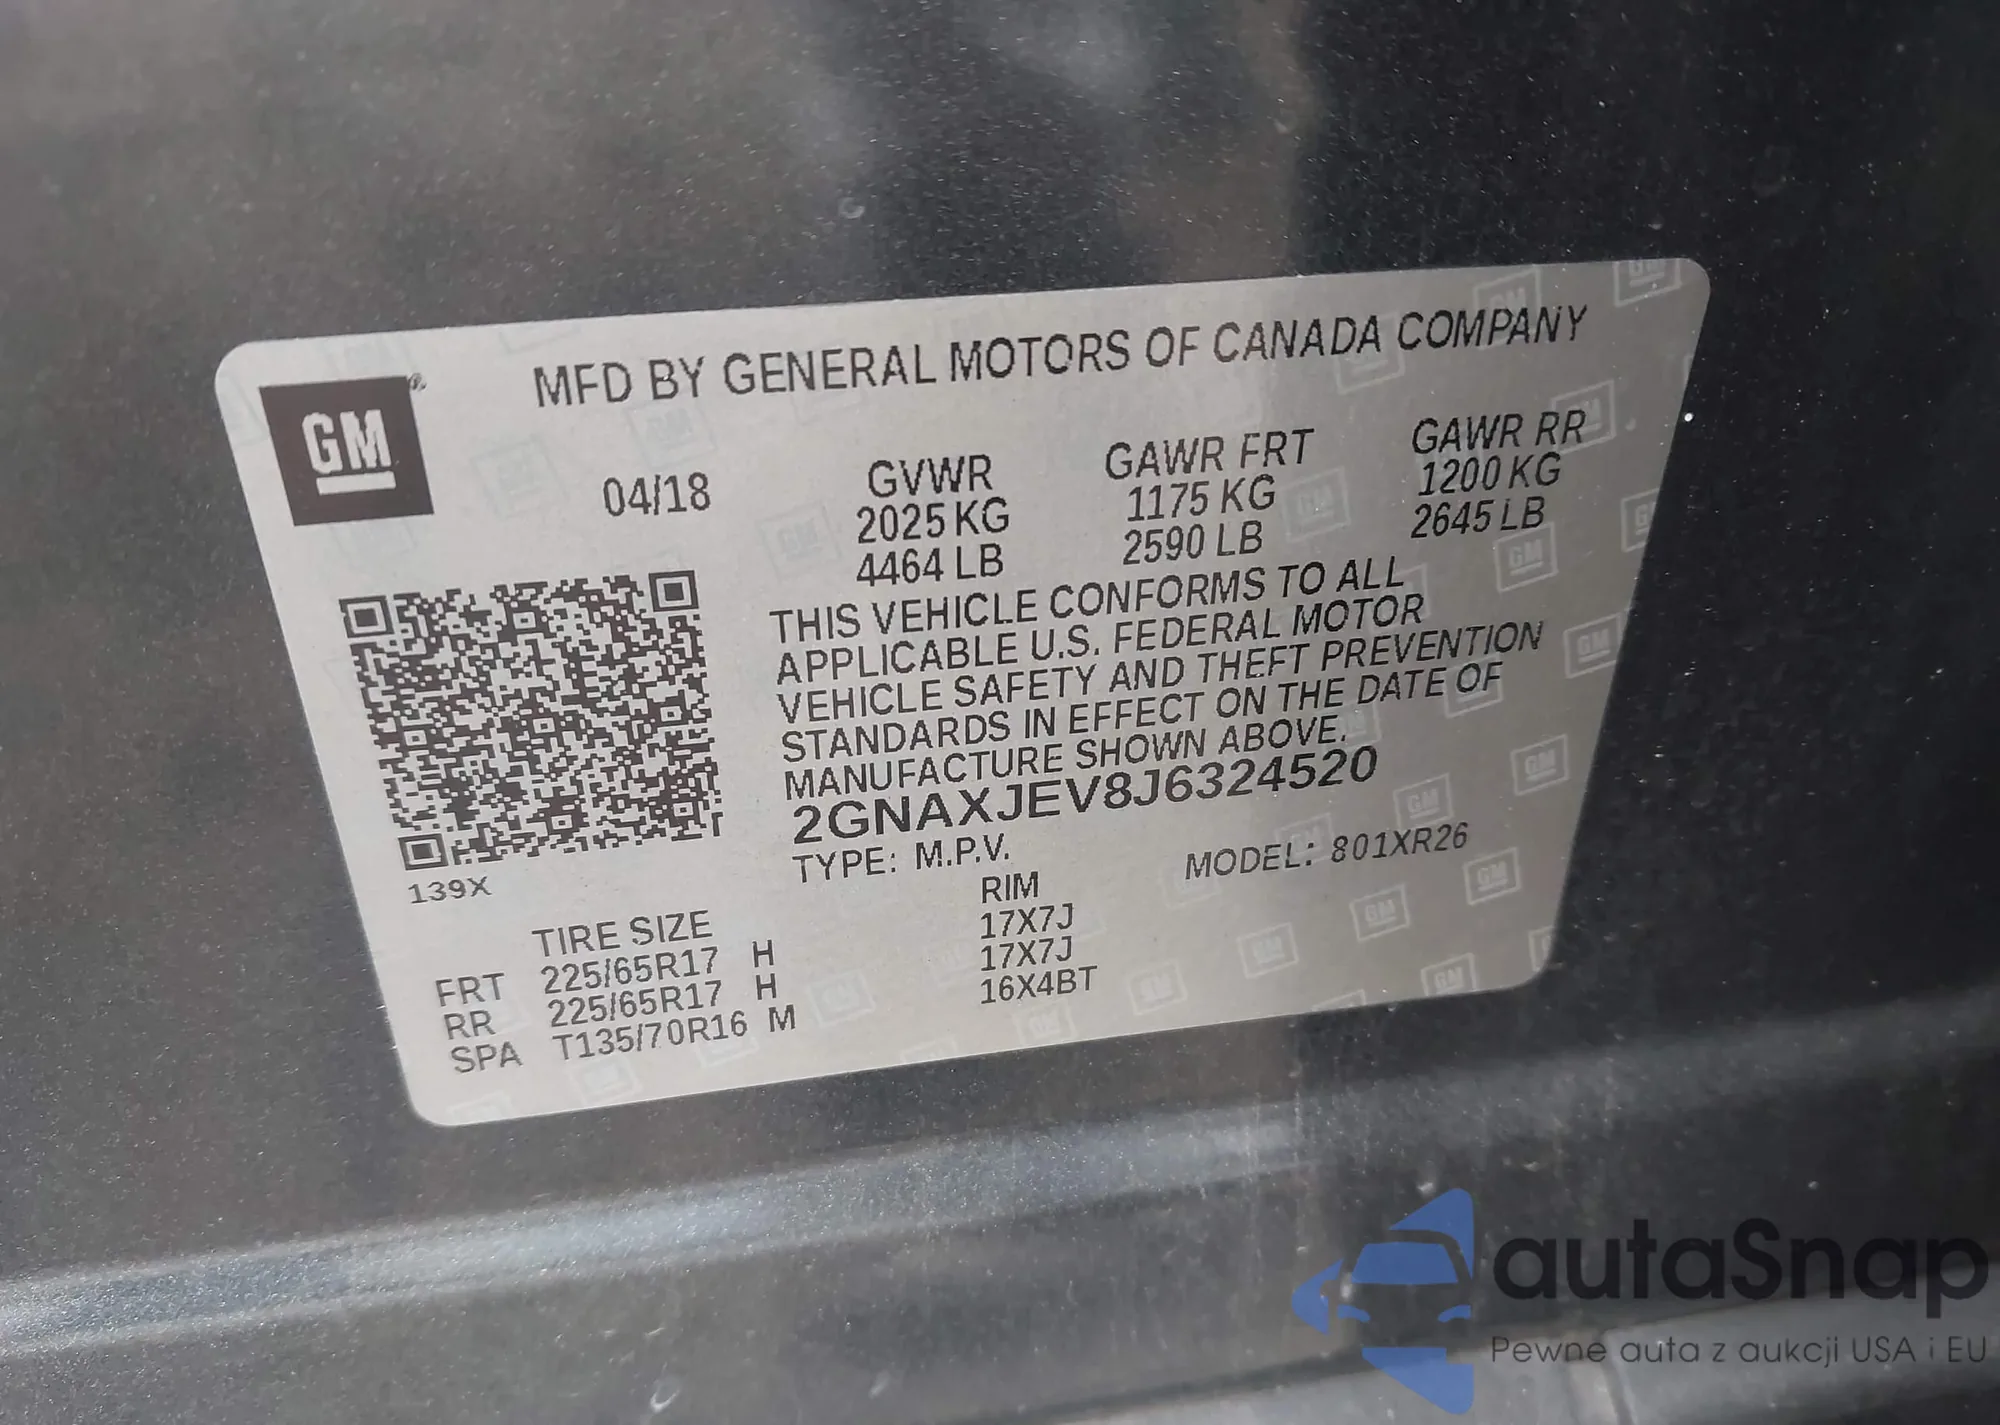 MFD BY GENERAL MOTORS OF CANADA COMPANY
GM®
04/18
GVWR GAWR FRT GAWR RR
2025 KG 1175 KG 1200 KG
4464 LB 2590 LB 2645 LB
THIS VEHICLE CONFORMS TO ALL
APPLICABLE U.S. FEDERAL MOTOR
VEHICLE SAFETY AND THEFT PREVENTION
STANDARDS IN EFFECT ON THE DATE OF
MANUFACTURE SHOWN ABOVE.
2GNAXJEV8J6324520
TYPE: M.P.V. MODEL: 801XR26
139X
TIRE SIZE RIM
FRT 225/65R17 H 17X7J
RR 225/65R17 H 17X7J
SPA T135/70R16 M 16X4BT
autaSnap
Pewne auta z aukcji USA i EU